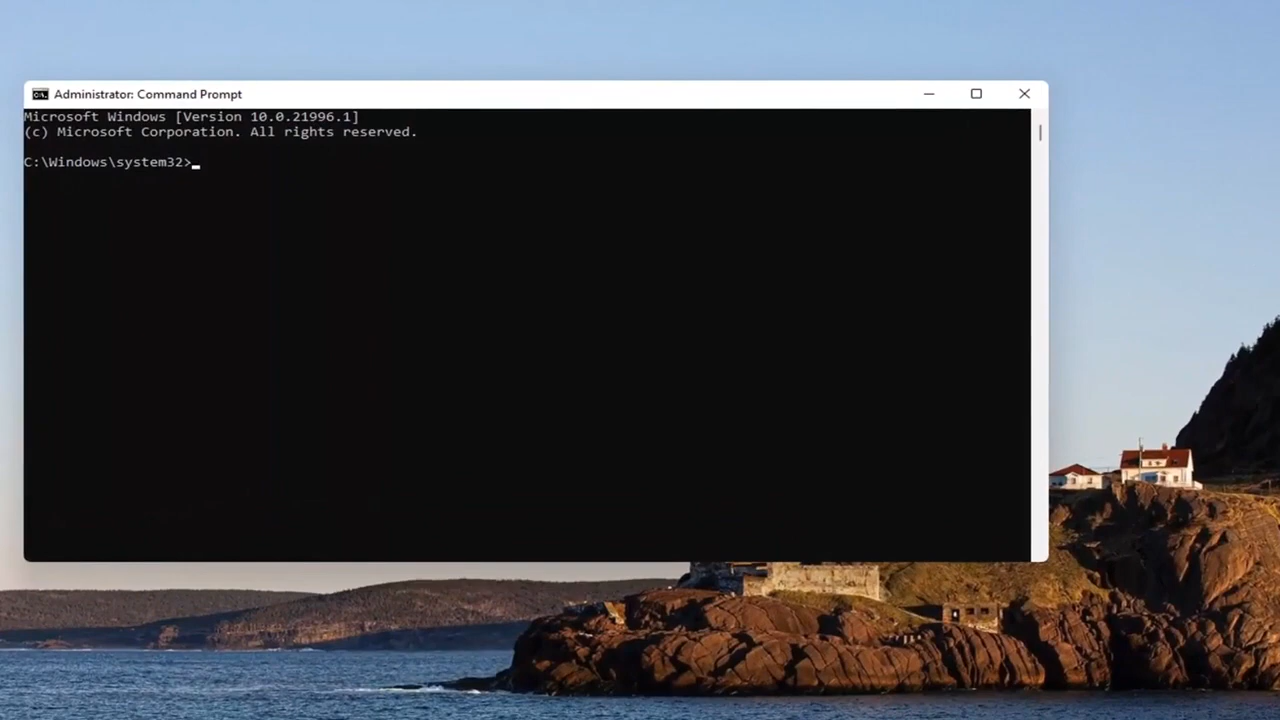 Administrator: Command Prompt
Microsoft Windows [Version 10.0.21996.1]
(c) Microsoft Corporation. All rights reserved.
C:\Windows\system32>